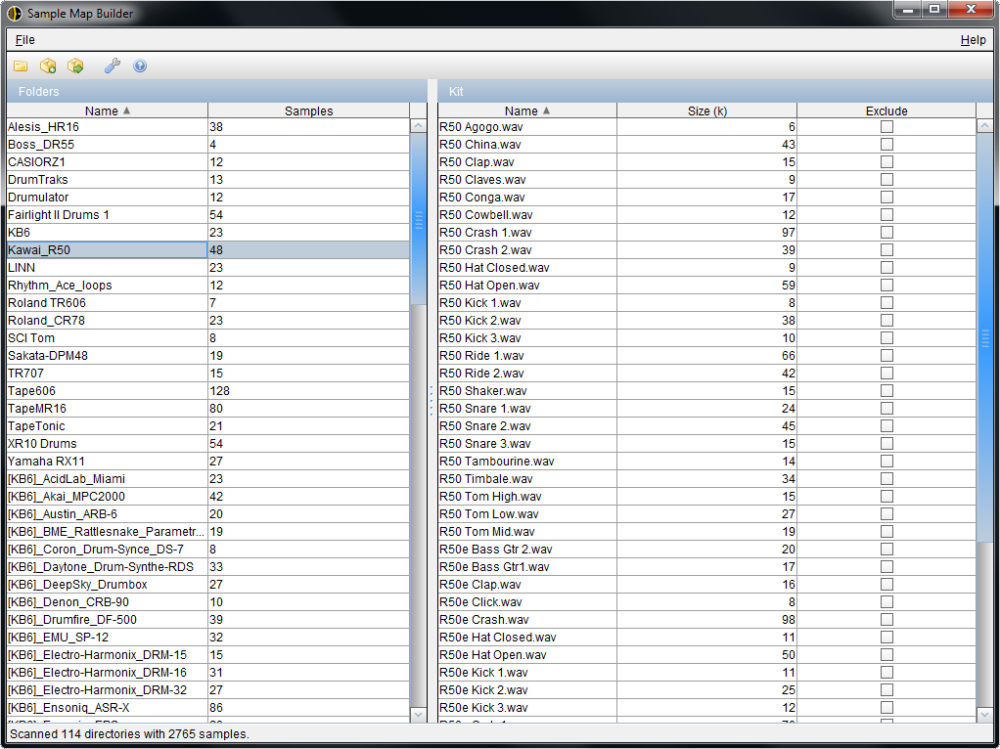 Sample Map Builder
File Help
Folders
Name Samples
Alesis_HR16 38
Boss_DR55 4
CASIORZ1 12
DrumTraks 13
Drumulator 12
Fairlight II Drums 1 54
KB6 23
Kawai_R50 48
LINN 23
Rhythm_Ace_loops 12
Roland TR606 7
Roland_CR78 23
SCI Tom 8
Sakata-DPM48 19
TR707 15
Tape606 128
TapeMR16 80
TapeTonic 21
XR10 Drums 54
Yamaha RX11 27
[KB6]_AcidLab_Miami 23
[KB6]_Akai_MPC2000 42
[KB6]_Austin_ARB-6 20
[KB6]_BME_Rattlesnake_Parametr... 19
[KB6]_Coron_Drum-Synce_DS-7 8
[KB6]_Daytone_Drum-Synthe-RDS 33
[KB6]_DeepSky_Drumbox 27
[KB6]_Denon_CRB-90 10
[KB6]_Drumfire_DF-500 39
[KB6]_EMU_SP-12 32
[KB6]_Electro-Harmonix_DRM-15 15
[KB6]_Electro-Harmonix_DRM-16 31
[KB6]_Electro-Harmonix_DRM-32 27
[KB6]_Ensoniq_ASR-X 86
Kit
Name Size (k) Exclude
R50 Agogo.wav 6
R50 China.wav 43
R50 Clap.wav 15
R50 Claves.wav 9
R50 Conga.wav 17
R50 Cowbell.wav 12
R50 Crash 1.wav 97
R50 Crash 2.wav 39
R50 Hat Closed.wav 9
R50 Hat Open.wav 59
R50 Kick 1.wav 8
R50 Kick 2.wav 38
R50 Kick 3.wav 10
R50 Ride 1.wav 66
R50 Ride 2.wav 42
R50 Shaker.wav 15
R50 Snare 1.wav 24
R50 Snare 2.wav 45
R50 Snare 3.wav 15
R50 Tambourine.wav 14
R50 Timbale.wav 34
R50 Tom High.wav 15
R50 Tom Low.wav 27
R50 Tom Mid.wav 19
R50e Bass Gtr 2.wav 20
R50e Bass Gtr1.wav 17
R50e Clap.wav 16
R50e Click.wav 8
R50e Crash.wav 98
R50e Hat Closed.wav 11
R50e Hat Open.wav 50
R50e Kick 1.wav 11
R50e Kick 2.wav 25
R50e Kick 3.wav 12
Scanned 114 directories with 2765 samples.